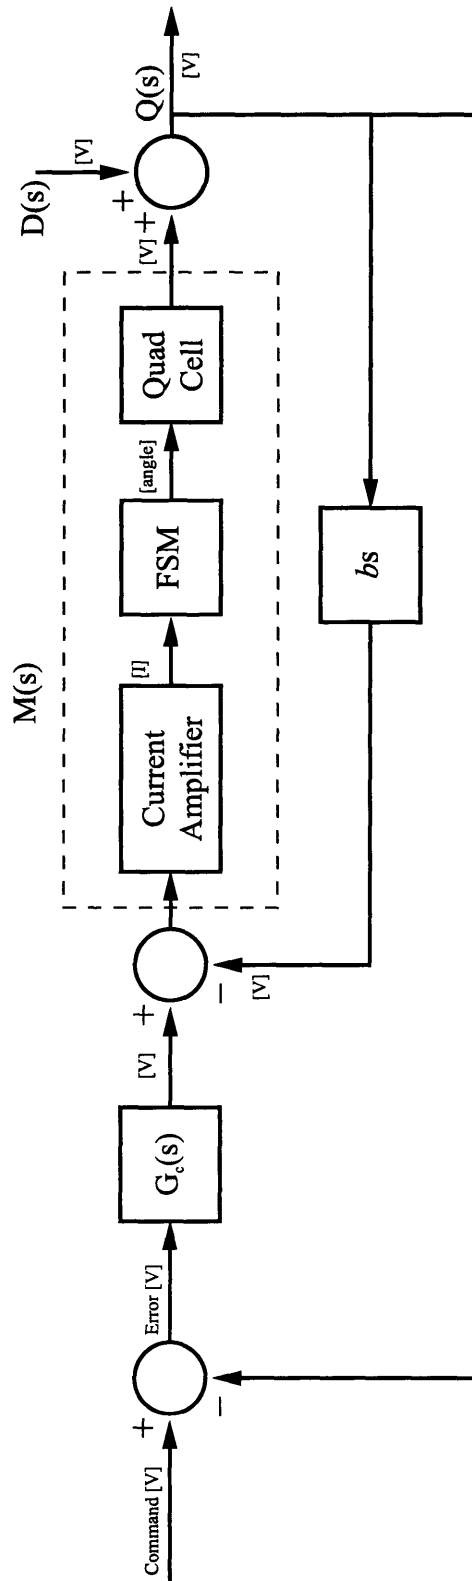 Command [V]
+
−
Error [V]
G_c(s)
[V]
+
−
[V]
M(s)
Current
Amplifier
[I]
FSM
[angle]
Quad
Cell
[V]
+
+
D(s)
[V]
Q(s)
[V]
bs